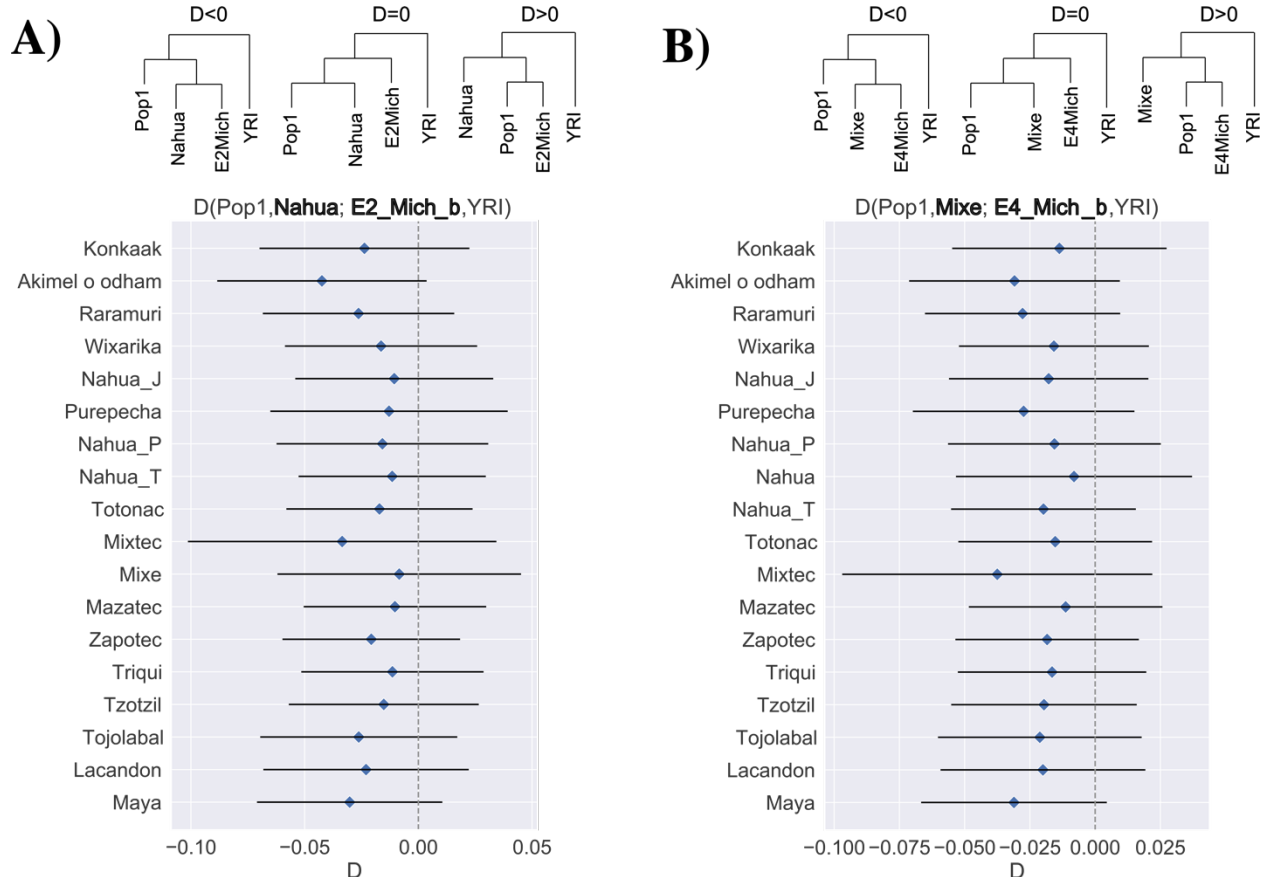 A)
D<0 D=0 D>0
Pop1 Nahua E2Mich YRI Pop1 Nahua E2Mich YRI Nahua Pop1 E2Mich YRI
D(Pop1,Nahua; E2_Mich_b,YRI)
Konkaak
Akimel o odham
Raramuri
Wixarika
Nahua_J
Purepecha
Nahua_P
Nahua_T
Totonac
Mixtec
Mixe
Mazatec
Zapotec
Triqui
Tzotzil
Tojolabal
Lacandon
Maya
−0.10 −0.05 0.00 0.05
D
B)
D<0 D=0 D>0
Pop1 Mixe E4Mich YRI Pop1 Mixe E4Mich YRI Mixe Pop1 E4Mich YRI
D(Pop1,Mixe; E4_Mich_b,YRI)
Konkaak
Akimel o odham
Raramuri
Wixarika
Nahua_J
Purepecha
Nahua_P
Nahua
Nahua_T
Totonac
Mixtec
Mazatec
Zapotec
Triqui
Tzotzil
Tojolabal
Lacandon
Maya
−0.100 −0.075 −0.050 −0.025 0.000 0.025
D